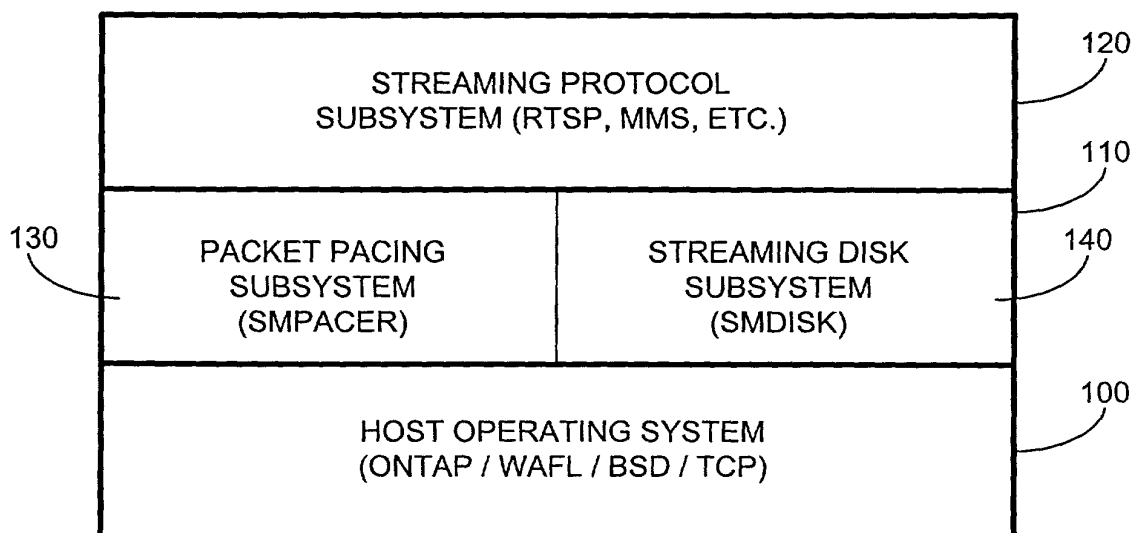 STREAMING PROTOCOL
SUBSYSTEM (RTSP, MMS, ETC.)
120
110
130
PACKET PACING
SUBSYSTEM
(SMPACER)
STREAMING DISK
SUBSYSTEM
(SMDISK)
140
HOST OPERATING SYSTEM
(ONTAP / WAFL / BSD / TCP)
100